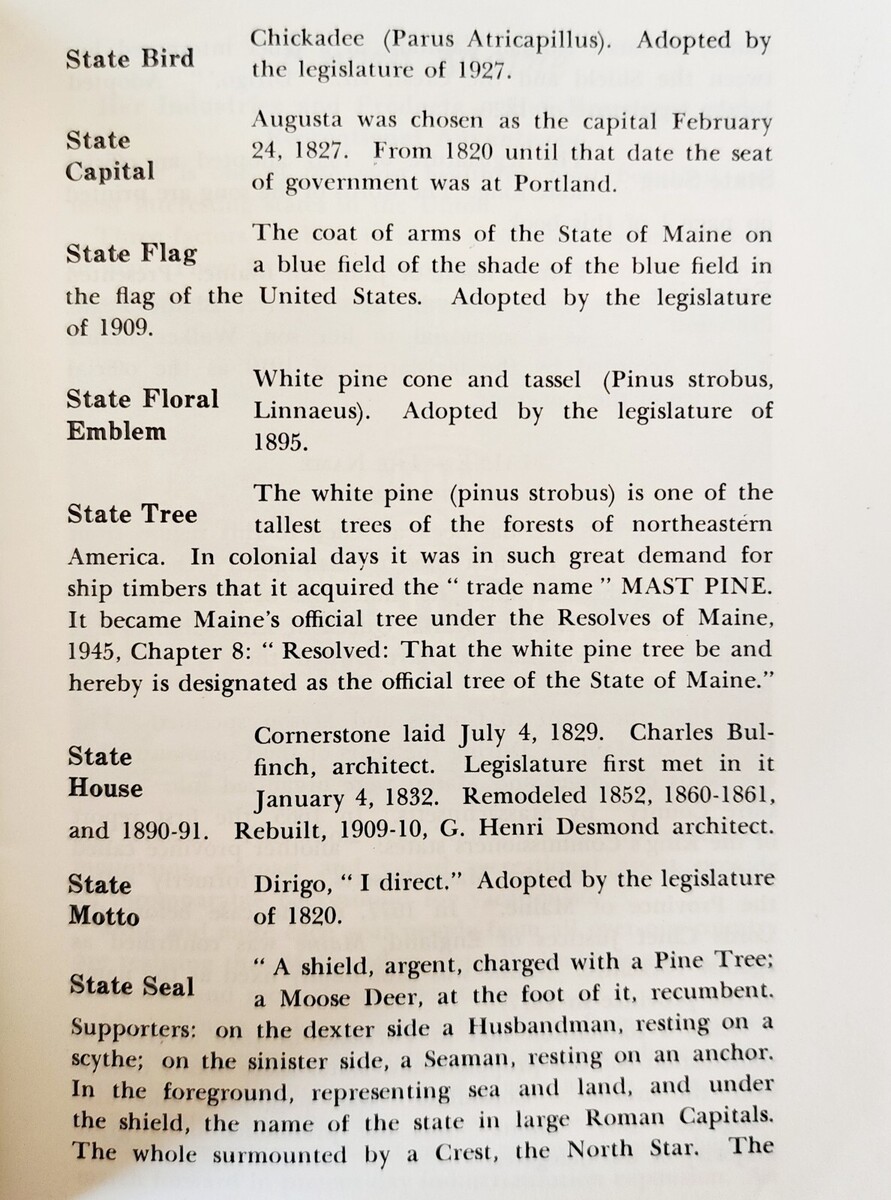 State Bird
Chickadee (Parus Atricapillus). Adopted by
the legislature of 1927.
State
Capital
Augusta was chosen as the capital February
24, 1827. From 1820 until that date the seat
of government was at Portland.
State Flag
The coat of arms of the State of Maine on
a blue field of the shade of the blue field in
the flag of the United States. Adopted by the legislature
of 1909.
State Floral
Emblem
White pine cone and tassel (Pinus strobus,
Linnaeus). Adopted by the legislature of
1895.
State Tree
The white pine (pinus strobus) is one of the
tallest trees of the forests of northeastern
America. In colonial days it was in such great demand for
ship timbers that it acquired the “ trade name ” MAST PINE.
It became Maine's official tree under the Resolves of Maine,
1945, Chapter 8: “ Resolved: That the white pine tree be and
hereby is designated as the official tree of the State of Maine.”
State
House
Cornerstone laid July 4, 1829. Charles Bul-
finch, architect. Legislature first met in it
January 4, 1832. Remodeled 1852, 1860-1861,
and 1890-91. Rebuilt, 1909-10, G. Henri Desmond architect.
State
Motto
Dirigo, “ I direct.” Adopted by the legislature
of 1820.
State Seal
“ A shield, argent, charged with a Pine Tree;
a Moose Deer, at the foot of it, recumbent.
Supporters: on the dexter side a Husbandman, resting on a
scythe; on the sinister side, a Seaman, resting on an anchor.
In the foreground, representing sea and land, and under
the shield, the name of the state in large Roman Capitals.
The whole surmounted by a Crest, the North Star. The